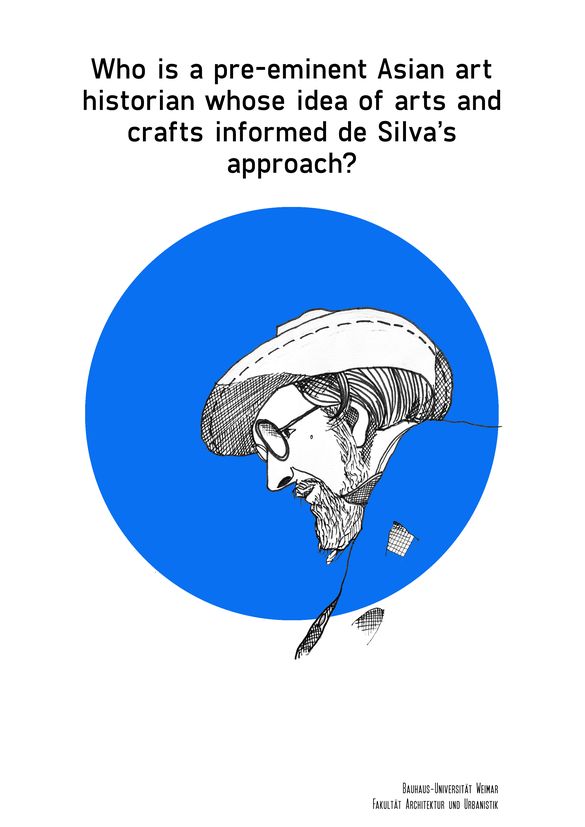 Who is a pre-eminent Asian art
historian whose idea of arts and
crafts informed de Silva’s
approach?
Bauhaus-Universität Weimar
Fakultät Architektur und Urbanistik